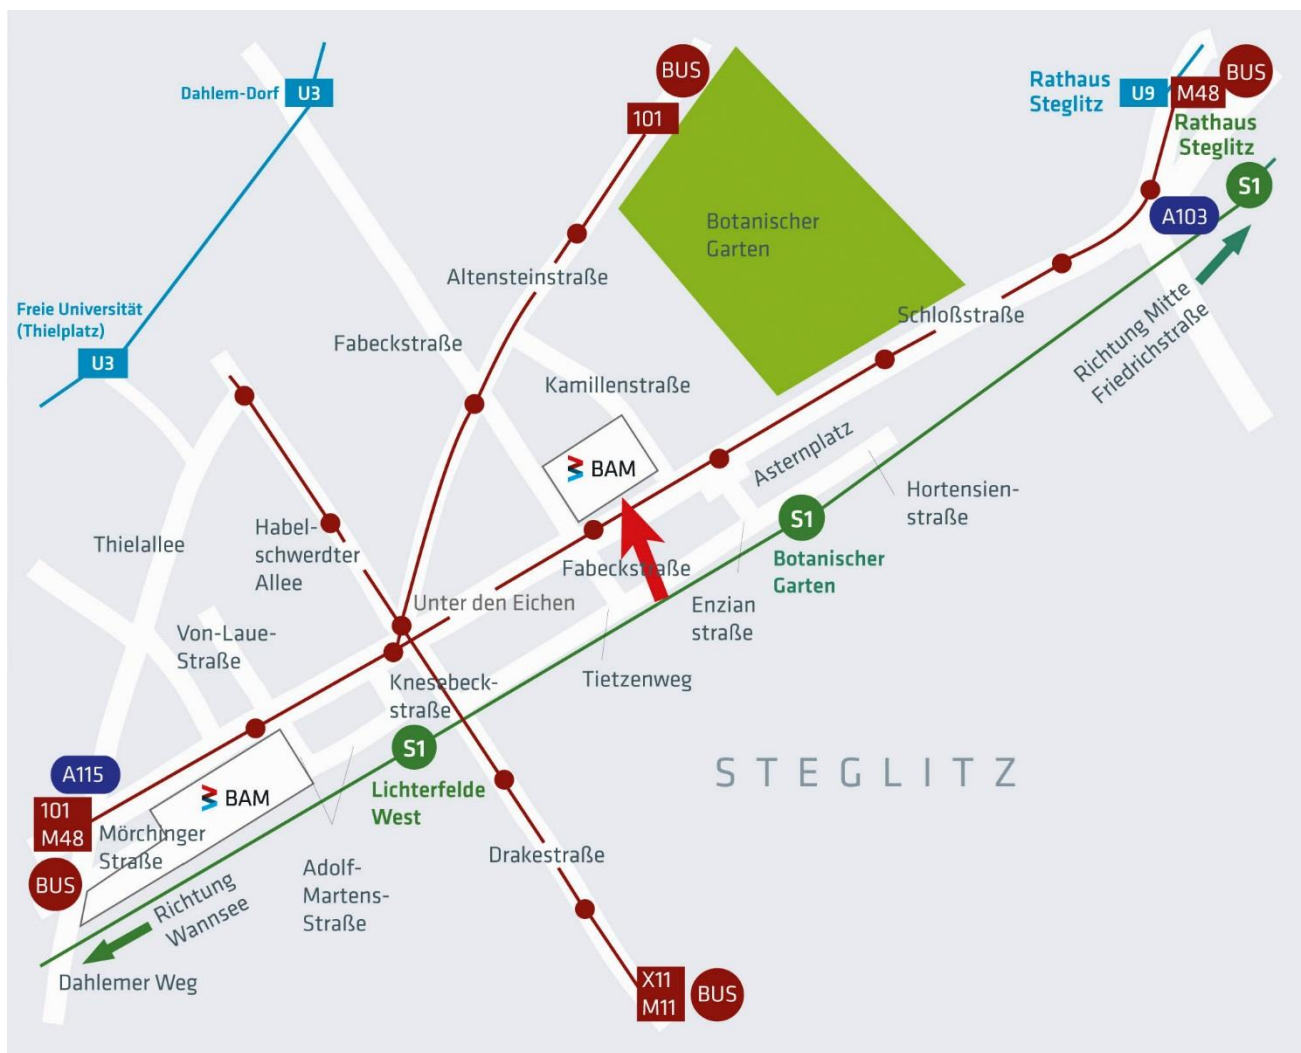 Dahlem-Dorf U3
BUS
101
Rathaus
Steglitz
U9
M48
BUS
Rathaus
Steglitz
S1
A103
Botanischer
Garten
Altensteinstraße
Freie Universität
(Thielplatz)
U3
Fabeckstraße
Schloßstraße
Richtung Mitte
Friedrichstraße
Kamillenstraße
BAM
Asternplatz
Hortensien-
straße
S1
Botanischer
Garten
Thielallee
Habel-
schwerdter
Allee
Fabeckstraße
Unter den Eichen
Enzian
straße
Von-Laue-
Straße
Tietzenweg
Knesebeck-
straße
S1
Lichterfelde
West
STEGLITZ
A115
101
M48
BUS
BAM
Mörchinger
Straße
Drakestraße
Adolf-
Martens-
Straße
Richtung
Wannsee
Dahlemer Weg
X11
M11
BUS